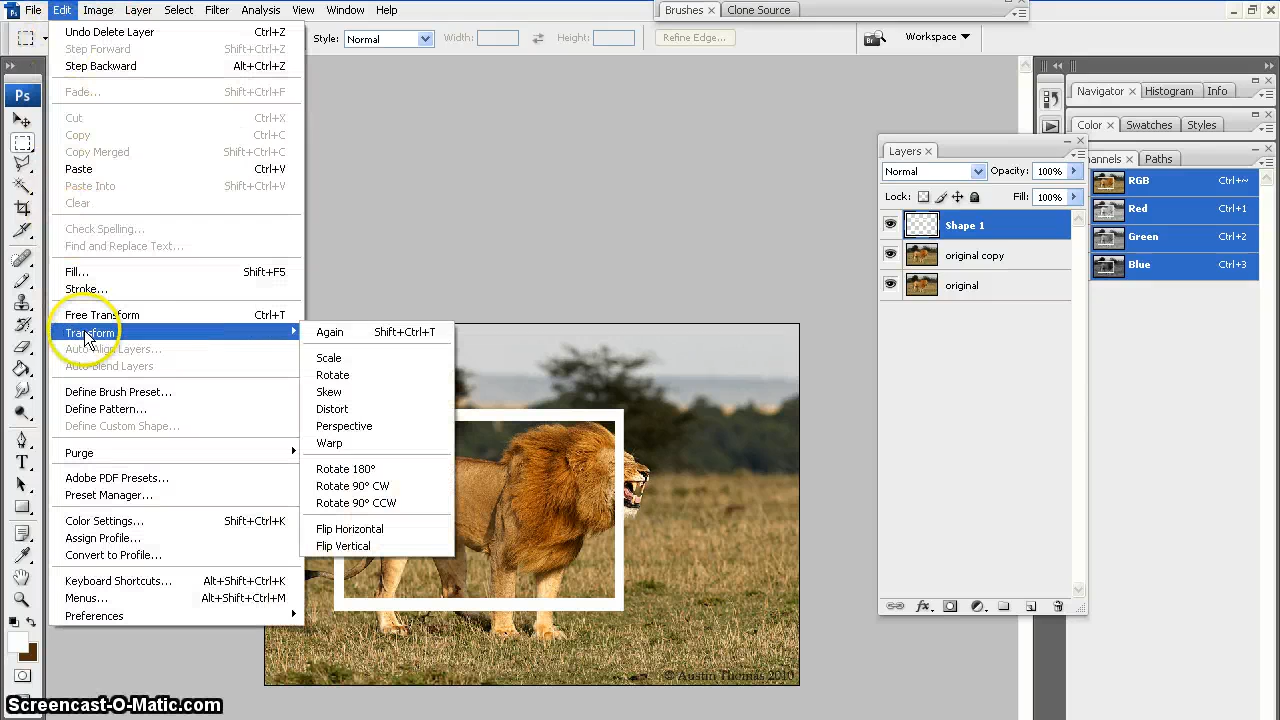 File Edit Image Layer Select Filter Analysis View Window Help
Brushes × Clone Source
Style: Normal Width: Height: Refine Edge... Workspace
Ps
Undo Delete Layer Ctrl+Z
Step Forward Shift+Ctrl+Z
Step Backward Alt+Ctrl+Z
Fade... Shift+Ctrl+F
Cut Ctrl+X
Copy Ctrl+C
Copy Merged Shift+Ctrl+C
Paste Ctrl+V
Paste Into Shift+Ctrl+V
Clear
Check Spelling...
Find and Replace Text...
Fill... Shift+F5
Stroke...
Free Transform Ctrl+T
Transform
Auto-Align Layers...
Auto-Blend Layers
Define Brush Preset...
Define Pattern...
Define Custom Shape...
Purge
Adobe PDF Presets...
Preset Manager...
Color Settings... Shift+Ctrl+K
Assign Profile...
Convert to Profile...
Keyboard Shortcuts... Alt+Shift+Ctrl+K
Menus... Alt+Shift+Ctrl+M
Preferences
Again Shift+Ctrl+T
Scale
Rotate
Skew
Distort
Perspective
Warp
Rotate 180°
Rotate 90° CW
Rotate 90° CCW
Flip Horizontal
Flip Vertical
Layers ×
Normal Opacity: 100%
Lock: Fill: 100%
Shape 1
original copy
original
Navigator × Histogram Info
Color × Swatches Styles
annels × Paths
RGB Ctrl+~
Red Ctrl+1
Green Ctrl+2
Blue Ctrl+3
© Austin Thomas 2010
Screencast-O-Matic.com